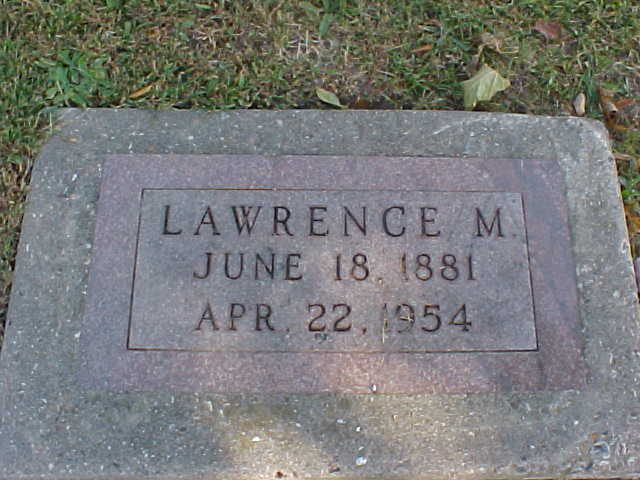 LAWRENCE M.
JUNE 18, 1881
APR. 22, 1954